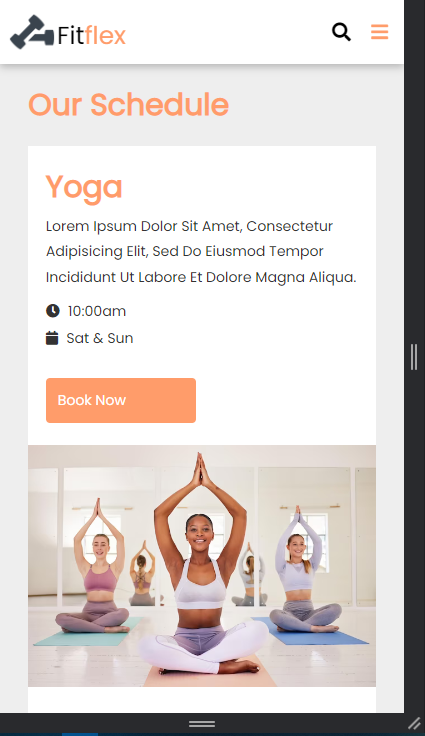 Fitflex
Our Schedule
Yoga
Lorem Ipsum Dolor Sit Amet, Consectetur
Adipisicing Elit, Sed Do Eiusmod Tempor
Incididunt Ut Labore Et Dolore Magna Aliqua.
10:00am
Sat & Sun
Book Now